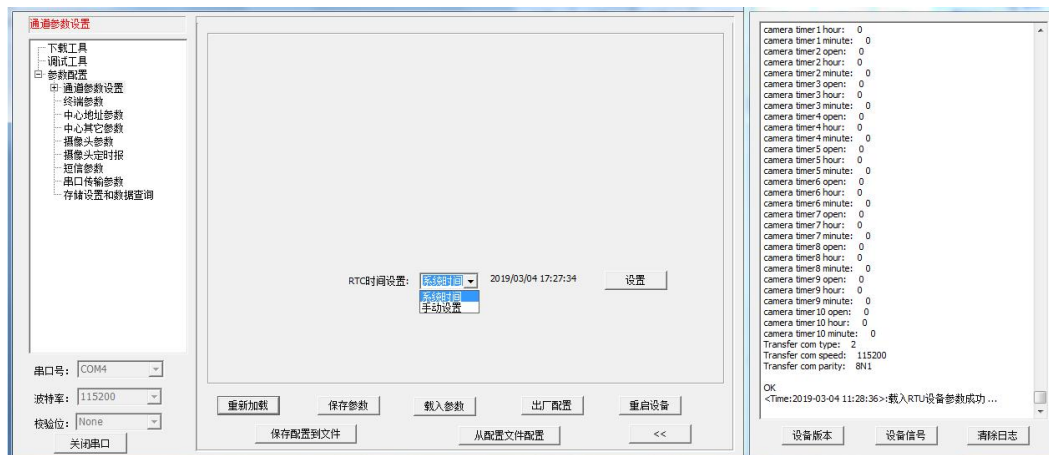 通道参数设置
下载工具
调试工具
参数配置
通道参数设置
终端参数
中心地址参数
中心其它参数
摄像头参数
摄像头定时报
短信参数
串口传输参数
存储设置和数据查询
串口号: COM4
波特率: 115200
校验位: None
关闭串口
RTC时间设置: 系统时间 2019/03/04 17:27:34 设置
系统时间
手动设置
重新加载 保存参数 载入参数 出厂配置 重启设备
保存配置到文件 从配置文件配置 <<
camera timer1 hour: 0
camera timer1 minute: 0
camera timer2 open: 0
camera timer2 hour: 0
camera timer2 minute: 0
camera timer3 open: 0
camera timer3 hour: 0
camera timer3 minute: 0
camera timer4 open: 0
camera timer4 hour: 0
camera timer4 minute: 0
camera timer5 open: 0
camera timer5 hour: 0
camera timer5 minute: 0
camera timer6 open: 0
camera timer6 hour: 0
camera timer6 minute: 0
camera timer7 open: 0
camera timer7 hour: 0
camera timer7 minute: 0
camera timer8 open: 0
camera timer8 hour: 0
camera timer8 minute: 0
camera timer9 open: 0
camera timer9 hour: 0
camera timer9 minute: 0
camera timer10 open: 0
camera timer10 hour: 0
camera timer10 minute: 0
Transfer com type: 2
Transfer com speed: 115200
Transfer com parity: 8N1
OK
<Time:2019-03-04 11:28:36>:载入RTU设备参数成功 ...
设备版本 设备信号 清除日志